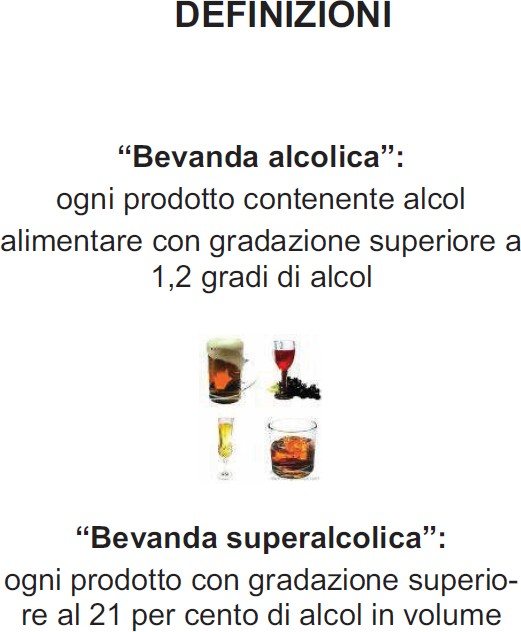 DEFINIZIONI
“Bevanda alcolica”:
ogni prodotto contenente alcol
alimentare con gradazione superiore a
1,2 gradi di alcol
“Bevanda superalcolica”:
ogni prodotto con gradazione superio-
re al 21 per cento di alcol in volume